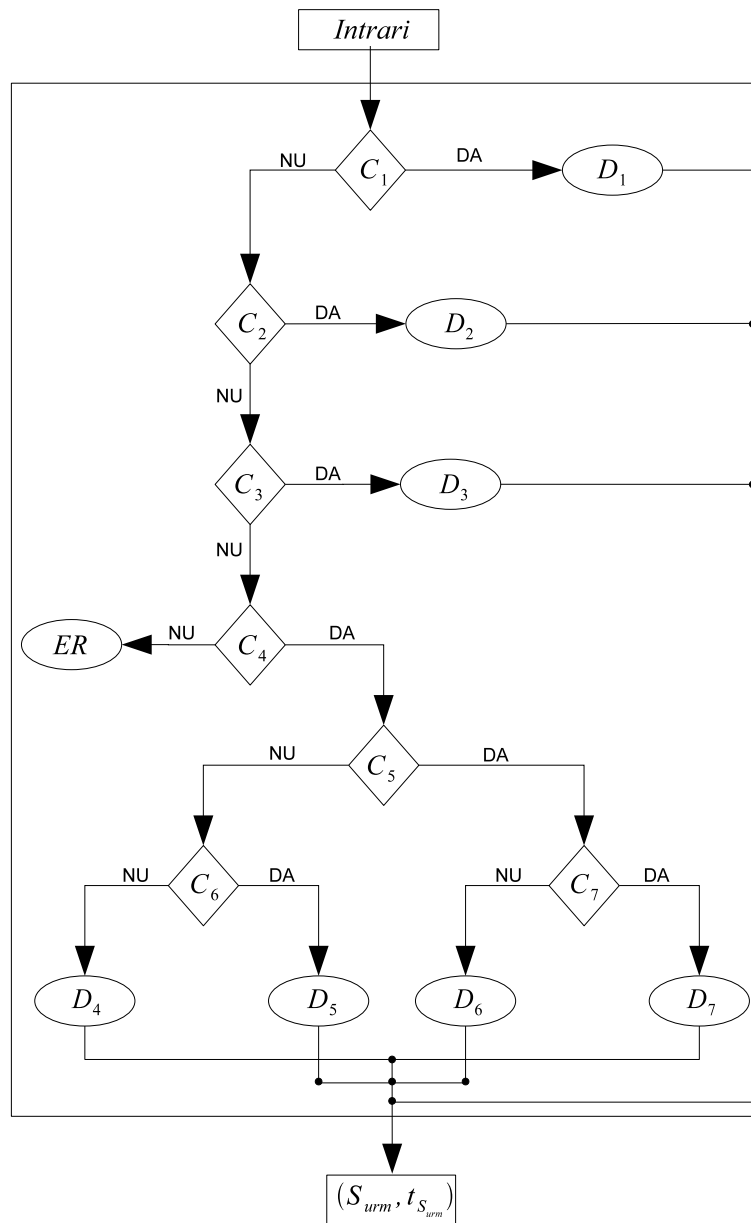 Intrari
NU
C1
DA
D1
C2
DA
D2
NU
C3
DA
D3
NU
ER
NU
C4
DA
NU
C5
DA
NU
C6
DA
NU
C7
DA
D4
D5
D6
D7
(Surm, tSurm)